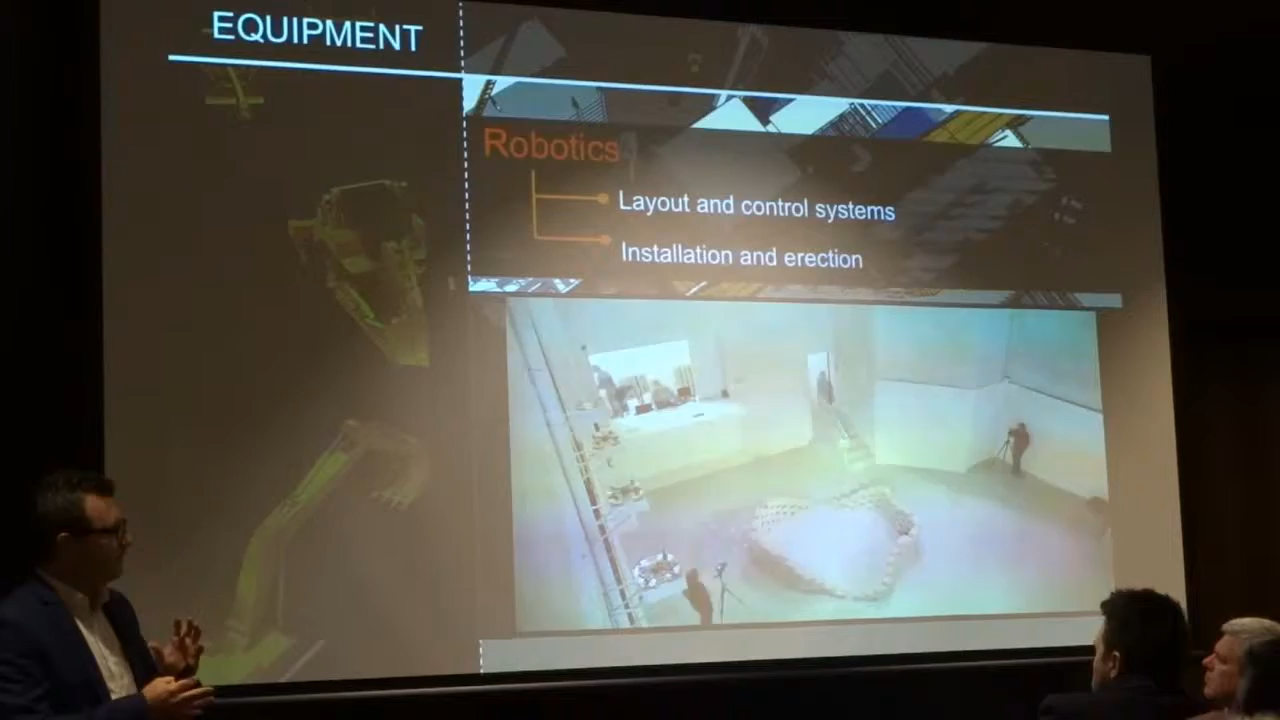 EQUIPMENT
Robotics
Layout and control systems
Installation and erection